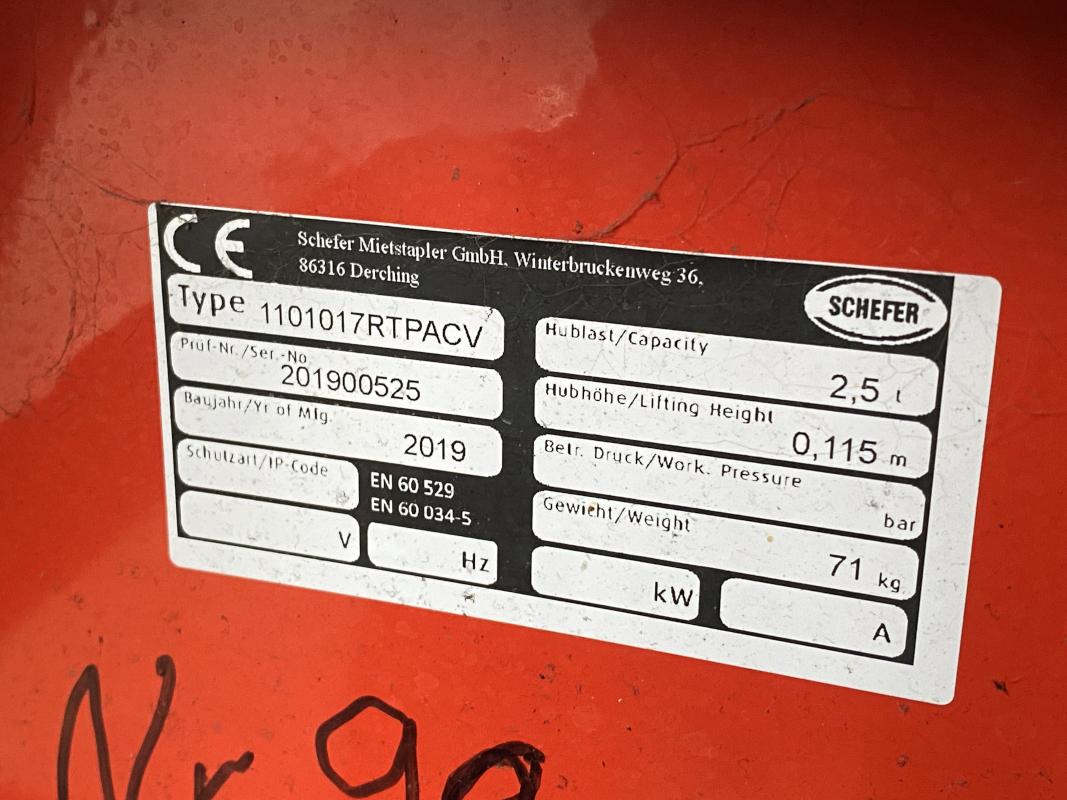 CE
Schefer Mietstapler GmbH, Winterbruckenweg 36,
86316 Derching
SCHEFER
Type 1101017RTPACV
Prüf-Nr./Ser.-No.
201900525
Baujahr/Yr of Mfg.
2019
Schutzart/IP-Code
EN 60 529
EN 60 034-5
V
Hz
Hublast/Capacity
2,5 t
Hubhöhe/Lifting Height
0,115 m
Betr. Druck/Work. Pressure
bar
Gewicht/Weight
71 kg
kW
A
Nr